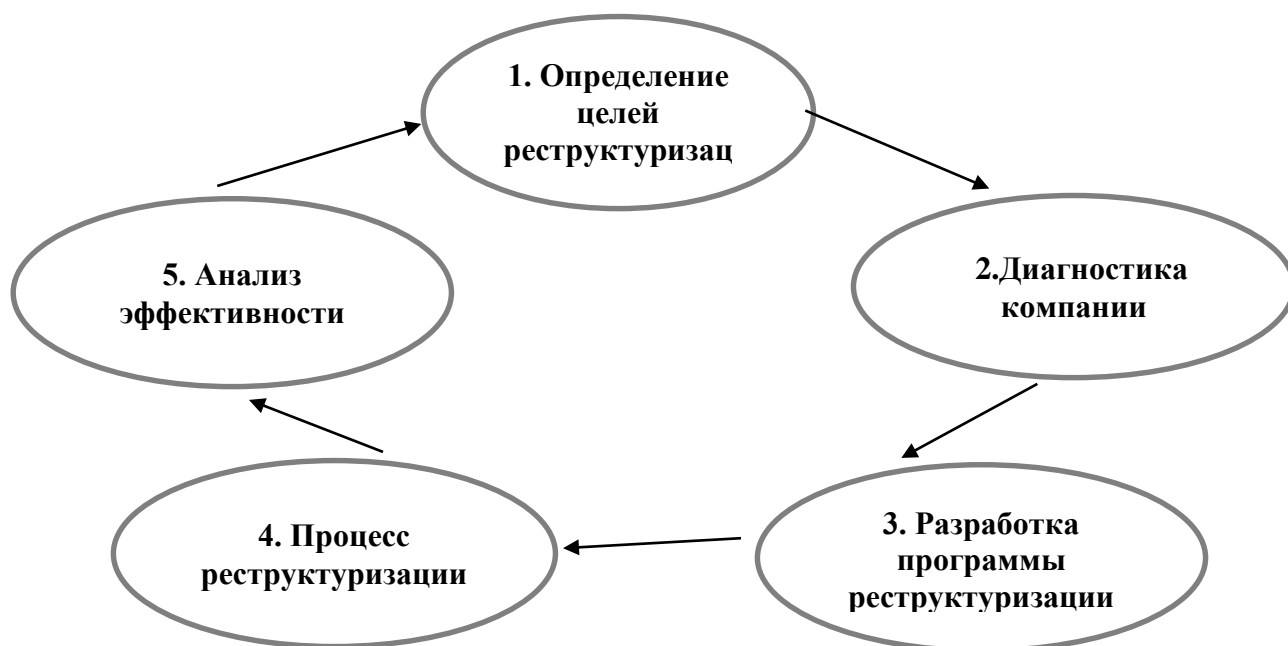 1. Определение
целей
реструктуризац
2.Диагностика
компании
3. Разработка
программы
реструктуризации
4. Процесс
реструктуризации
5. Анализ
эффективности